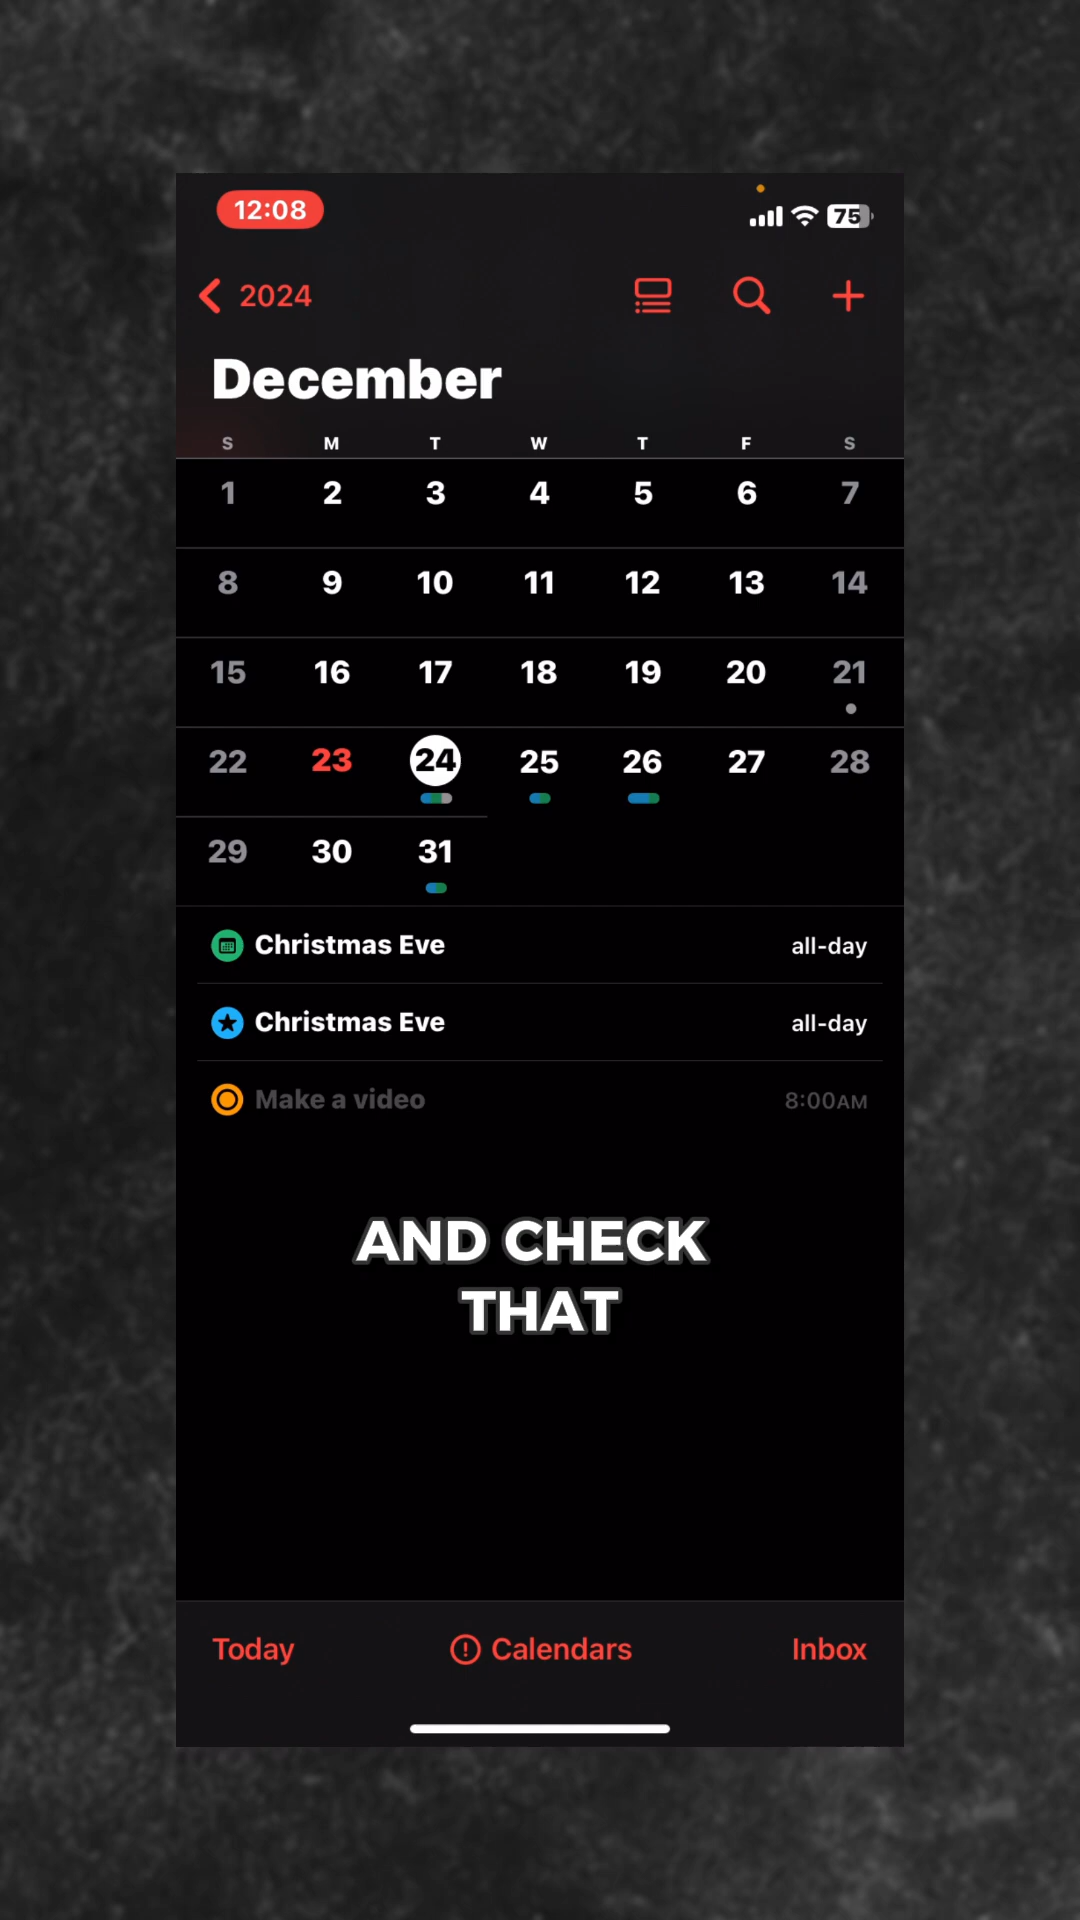 12:08
75
2024
December
S M T W T F S
1 2 3 4 5 6 7
8 9 10 11 12 13 14
15 16 17 18 19 20 21
22 23 24 25 26 27 28
29 30 31
Christmas Eve all-day
Christmas Eve all-day
Make a video 8:00AM
AND CHECK
THAT
Today Calendars Inbox